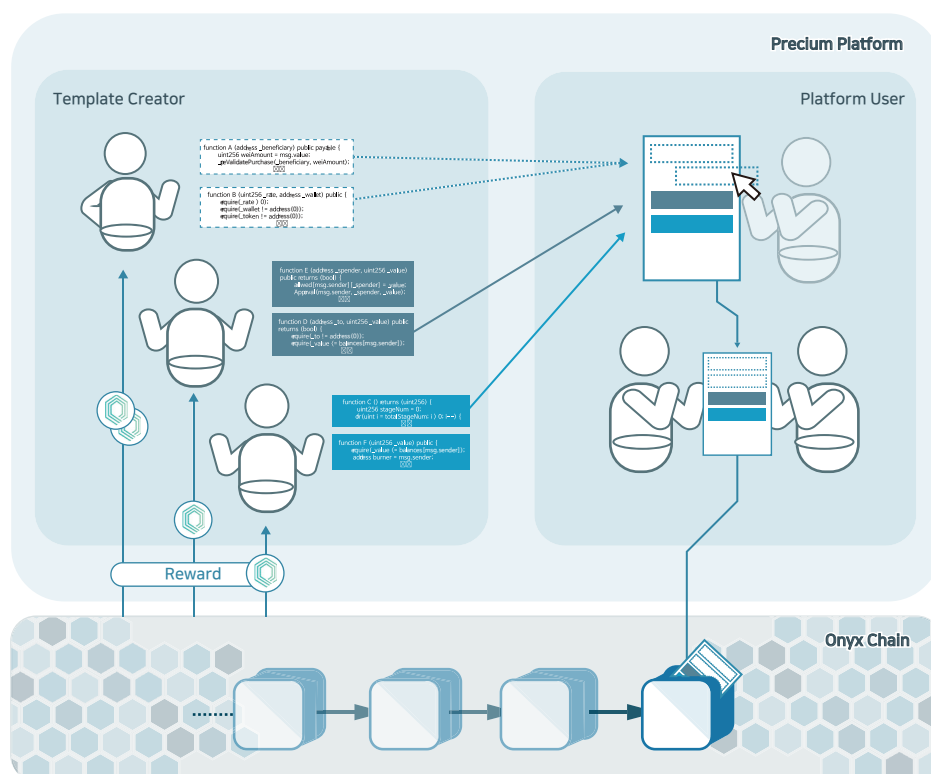 Precium Platform
Template Creator
Platform User
function A (address _beneficiary) public payable {
uint256 weiAmount = msg.value;
_preValidatePurchase(_beneficiary, weiAmount);
function B (uint256 _rate, address _wallet) public {
require(_rate ) 0);
require(_wallet != address(0));
require(_token != address(0));
function E (address _spender, uint256 _value)
public returns (bool) {
allwed[msg.sender] [_spender] = _value;
Approval(msg.sender, _spender, _value);
function D (address _to, uint256 _value) public
returns (bool) {
require(_to != address(0));
require(_value (= balances[msg.sender]);
function C () returns (uint256) {
uint256 stageNum = 0;
function F (uint256 _value) public {
require(_value (= balances[msg.sender]);
address burner = msg.sender;
Reward
Onyx Chain